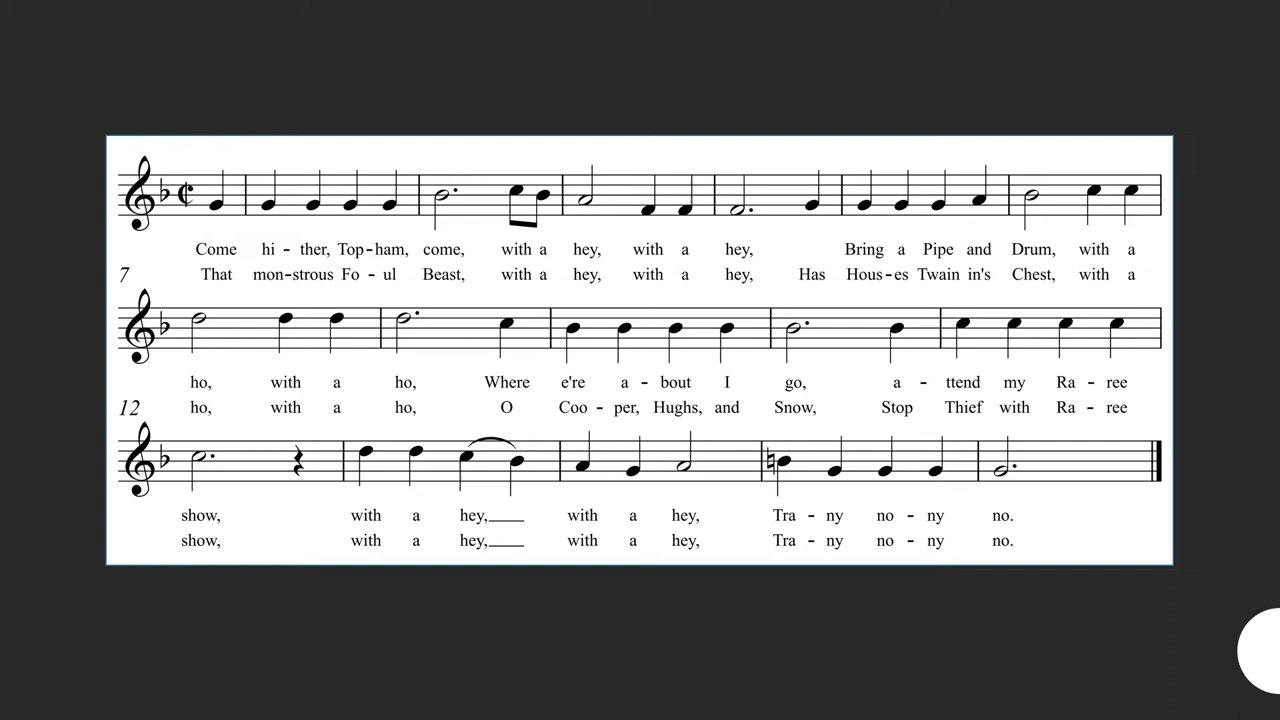 Come hi - ther, Top-ham, come, with a hey, with a hey, Bring a Pipe and Drum, with a
That mon-strous Fo - ul Beast, with a hey, with a hey, Has Hous-es Twain in's Chest, with a
7
ho, with a ho, Where e're a - bout I go, a - ttend my Ra - ree
ho, with a ho, O Coo - per, Hughs, and Snow, Stop Thief with Ra - ree
12
show, with a hey,___ with a hey, Tra - ny no - ny no.
show, with a hey,___ with a hey, Tra - ny no - ny no.